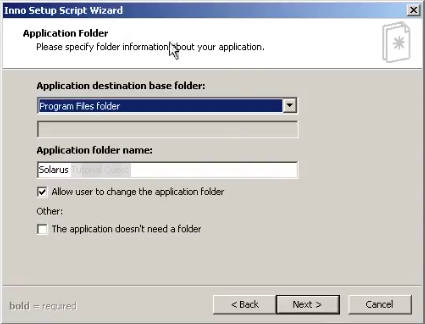 Inno Setup Script Wizard
Application Folder
Please specify folder information about your application.
Application destination base folder:
Program Files folder
Application folder name:
Solarus Tutorial Quest
Allow user to change the application folder
Other:
The application doesn't need a folder
bold = required
< Back
Next >
Cancel